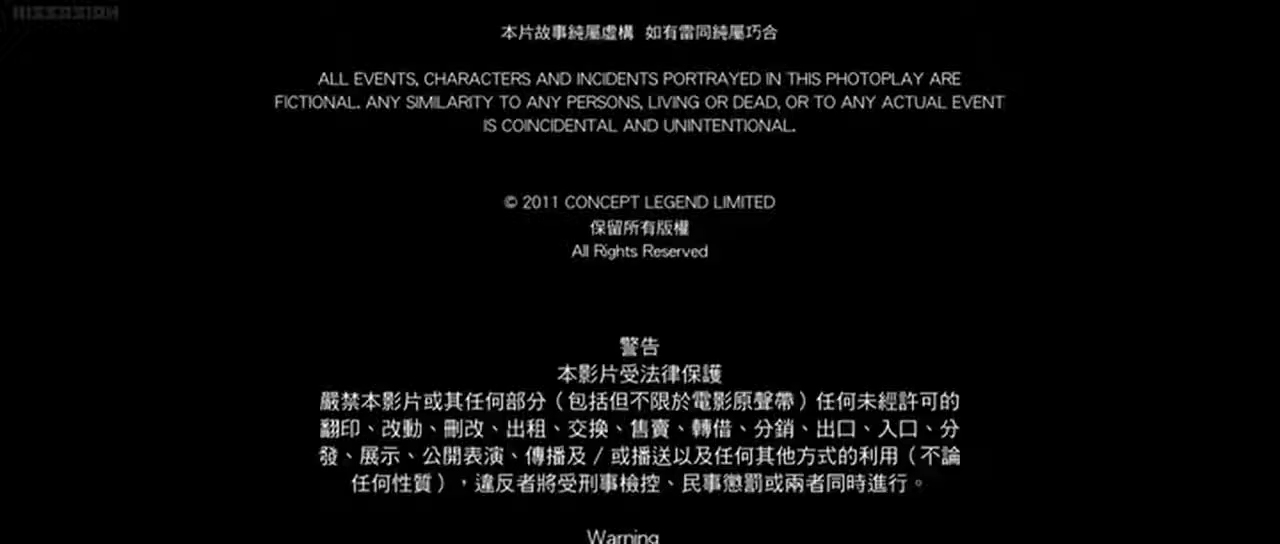 本片故事純屬虛構 如有雷同純屬巧合
ALL EVENTS, CHARACTERS AND INCIDENTS PORTRAYED IN THIS PHOTOPLAY ARE
FICTIONAL. ANY SIMILARITY TO ANY PERSONS, LIVING OR DEAD, OR TO ANY ACTUAL EVENT
IS COINCIDENTAL AND UNINTENTIONAL.
© 2011 CONCEPT LEGEND LIMITED
保留所有版權
All Rights Reserved
警告
本影片受法律保護
嚴禁本影片或其任何部分（包括但不限於電影原聲帶）任何未經許可的
翻印、改動、刪改、出租、交換、售賣、轉借、分銷、出口、入口、分
發、展示、公開表演、傳播及 / 或播送以及任何其他方式的利用（不論
任何性質），違反者將受刑事檢控、民事懲罰或兩者同時進行。
Warning